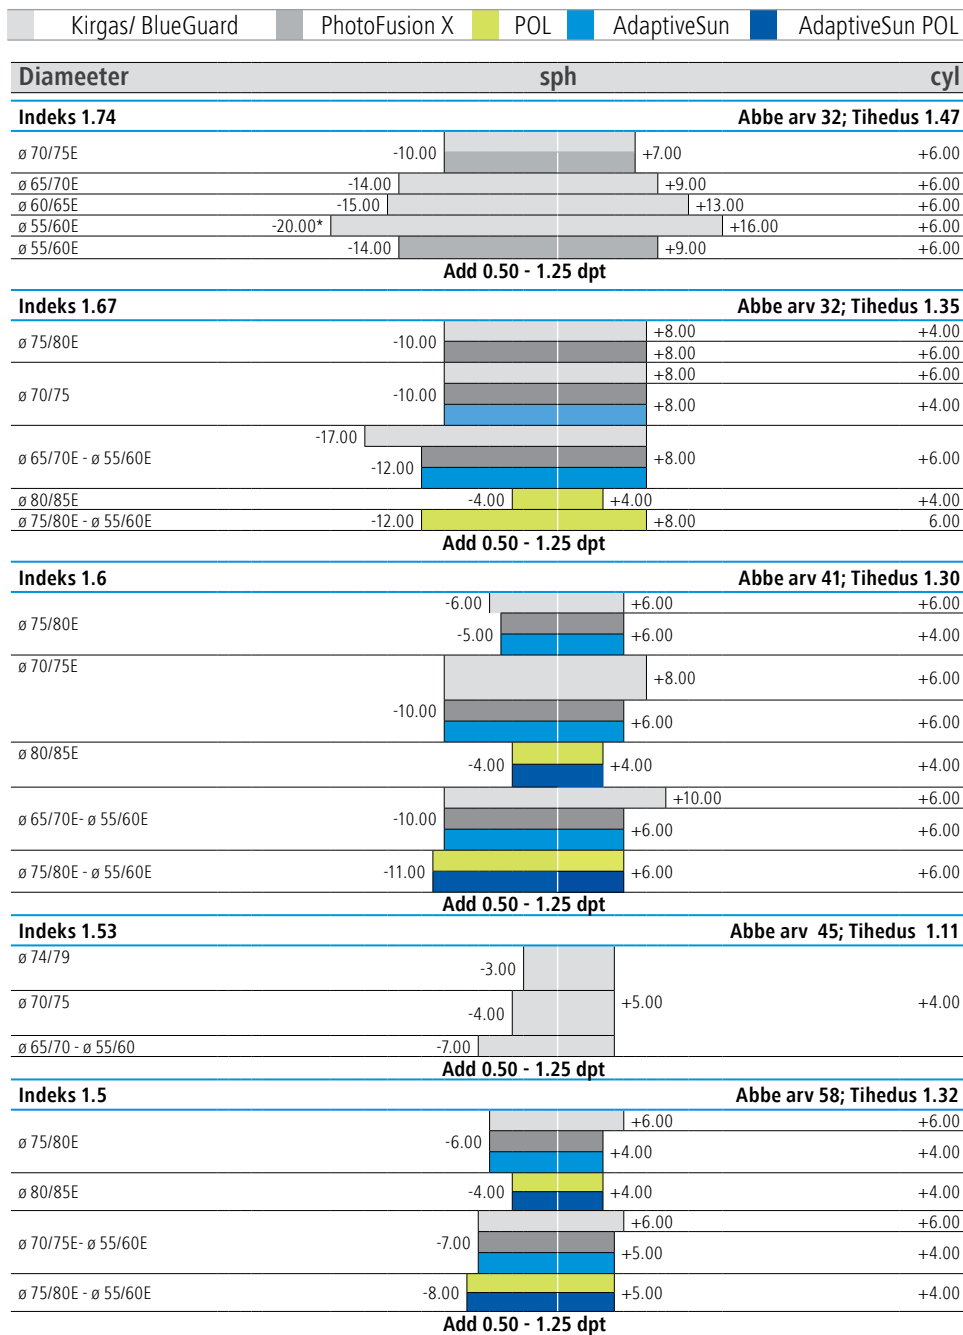 Kirgas/ BlueGuard PhotoFusion X POL AdaptiveSun AdaptiveSun POL
Diameeter sph cyl
Indeks 1.74 Abbe arv 32; Tihedus 1.47
ø 70/75E -10.00 +7.00 +6.00
ø 65/70E -14.00 +9.00 +6.00
ø 60/65E -15.00 +13.00 +6.00
ø 55/60E -20.00* +16.00 +6.00
ø 55/60E -14.00 +9.00 +6.00
Add 0.50 - 1.25 dpt
Indeks 1.67 Abbe arv 32; Tihedus 1.35
ø 75/80E -10.00 +8.00 +4.00
+8.00 +6.00
ø 70/75 -10.00 +8.00 +6.00
+8.00 +4.00
-17.00
ø 65/70E - ø 55/60E -12.00 +8.00 +6.00
ø 80/85E -4.00 +4.00 +4.00
ø 75/80E - ø 55/60E -12.00 +8.00 6.00
Add 0.50 - 1.25 dpt
Indeks 1.6 Abbe arv 41; Tihedus 1.30
-6.00 +6.00 +6.00
ø 75/80E -5.00 +6.00 +4.00
ø 70/75E +8.00 +6.00
-10.00 +6.00 +6.00
ø 80/85E -4.00 +4.00 +4.00
+10.00 +6.00
ø 65/70E- ø 55/60E -10.00 +6.00 +6.00
ø 75/80E - ø 55/60E -11.00 +6.00 +6.00
Add 0.50 - 1.25 dpt
Indeks 1.53 Abbe arv 45; Tihedus 1.11
ø 74/79 -3.00
ø 70/75 -4.00 +5.00 +4.00
ø 65/70 - ø 55/60 -7.00
Add 0.50 - 1.25 dpt
Indeks 1.5 Abbe arv 58; Tihedus 1.32
+6.00 +6.00
ø 75/80E -6.00 +4.00 +4.00
ø 80/85E -4.00 +4.00 +4.00
+6.00 +6.00
ø 70/75E- ø 55/60E -7.00 +5.00 +4.00
ø 75/80E - ø 55/60E -8.00 +5.00 +4.00
Add 0.50 - 1.25 dpt